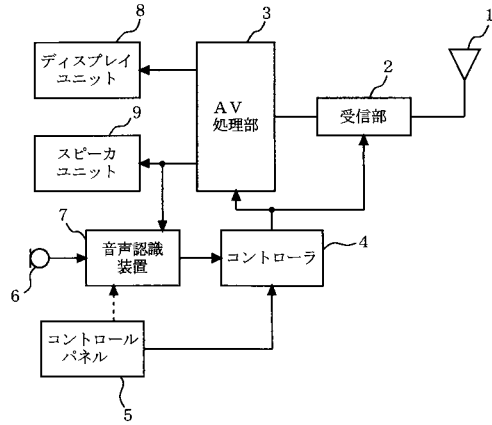 8
ディスプレイ
ユニット
3
AV
処理部
2
受信部
1
9
スピーカ
ユニット
7
音声認識
装置
6
コントローラ
4
コントロール
パネル
5